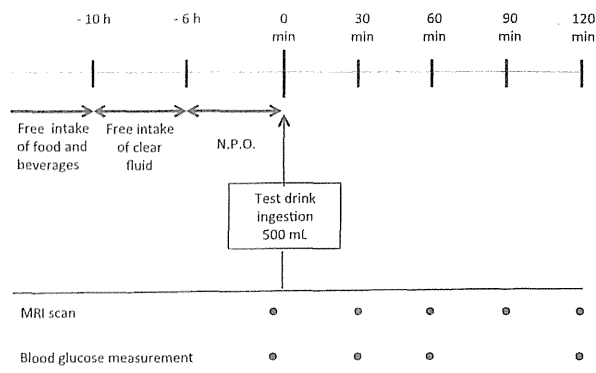 - 10 h
- 6 h
0
min
30
min
60
min
90
min
120
min
Free intake
of food and
beverages
Free intake
of clear
fluid
N.P.O.
Test drink
ingestion
500 mL
MRI scan
Blood glucose measurement